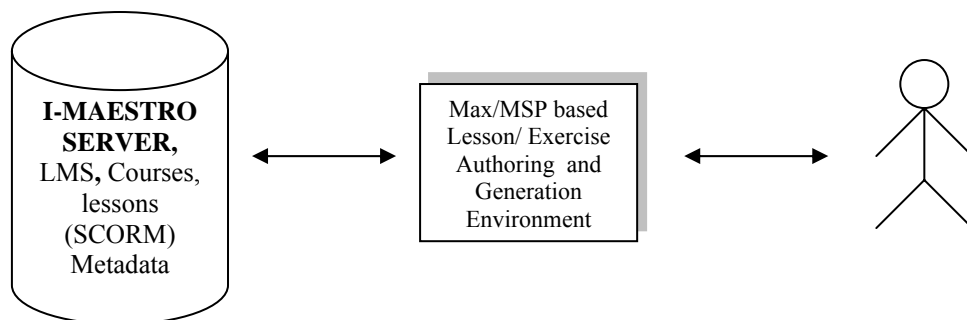 I-MAESTRO
SERVER,
LMS, Courses,
lessons
(SCORM)
Metadata
Max/MSP based
Lesson/ Exercise
Authoring and
Generation
Environment